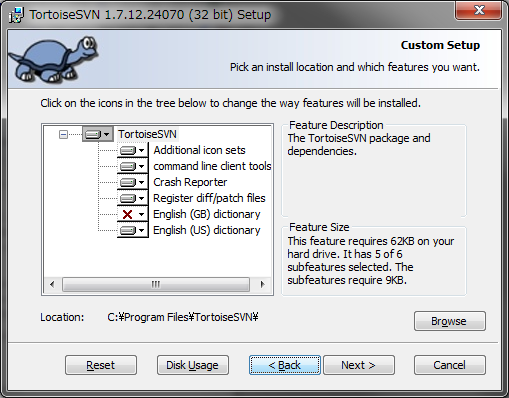 TortoiseSVN 1.7.12.24070 (32 bit) Setup
Custom Setup
Pick an install location and which features you want.
Click on the icons in the tree below to change the way features will be installed.
TortoiseSVN
Additional icon sets
command line client tools
Crash Reporter
Register diff/patch files
English (GB) dictionary
English (US) dictionary
Feature Description
The TortoiseSVN package and
dependencies.
Feature Size
This feature requires 62KB on your
hard drive. It has 5 of 6
subfeatures selected. The
subfeatures require 9KB.
Location: C:¥Program Files¥TortoiseSVN¥
Browse
Reset Disk Usage < Back Next > Cancel